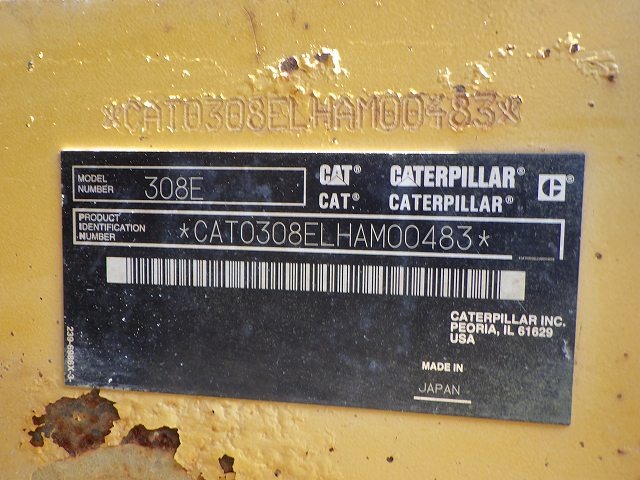 *CAT0308ELHAM00483*
MODEL NUMBER 308E
CAT® CATERPILLAR®
CAT® CATERPILLAR®
PRODUCT IDENTIFICATION NUMBER *CAT0308ELHAM00483*
CATERPILLAR INC.
PEORIA, IL 61629
USA
MADE IN
JAPAN